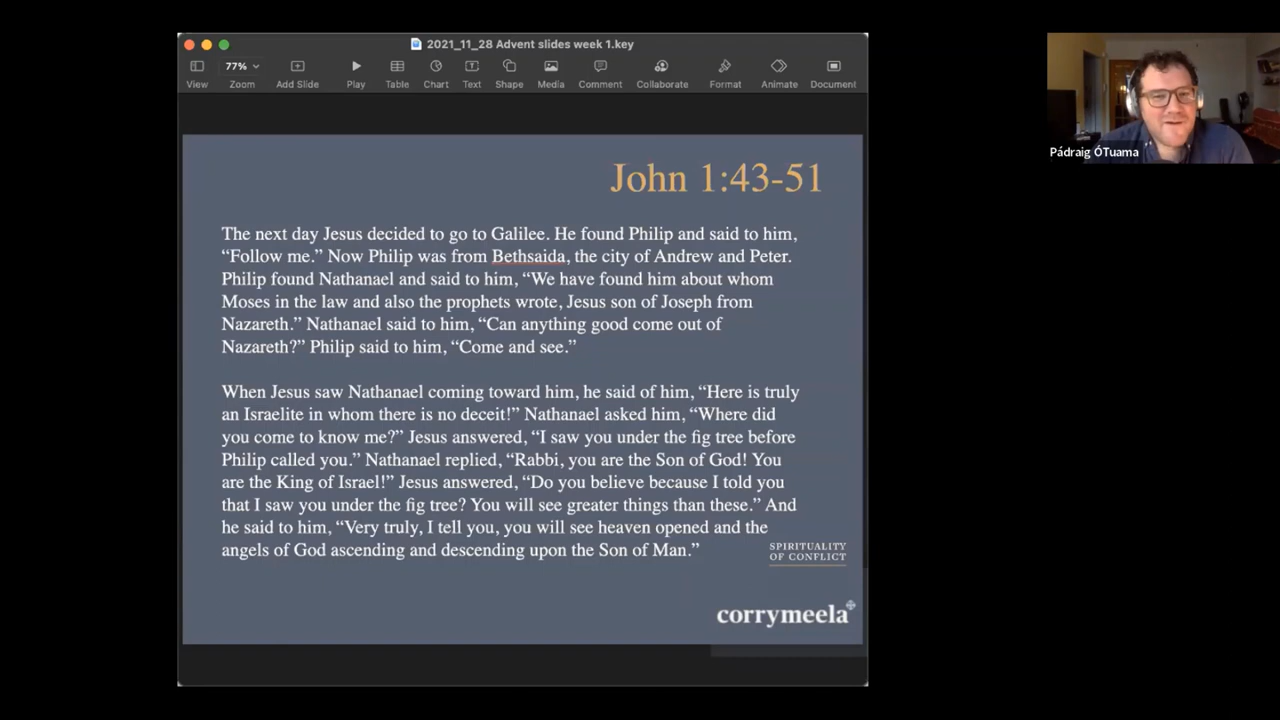 2021_11_28 Advent slides week 1.key
77%
View
Zoom
Add Slide
Play
Table
Chart
Text
Shape
Media
Comment
Collaborate
Format
Animate
Document
John 1:43-51
The next day Jesus decided to go to Galilee. He found Philip and said to him,
“Follow me.” Now Philip was from Bethsaida, the city of Andrew and Peter.
Philip found Nathanael and said to him, “We have found him about whom
Moses in the law and also the prophets wrote, Jesus son of Joseph from
Nazareth.” Nathanael said to him, “Can anything good come out of
Nazareth?” Philip said to him, “Come and see.”
When Jesus saw Nathanael coming toward him, he said of him, “Here is truly
an Israelite in whom there is no deceit!” Nathanael asked him, “Where did
you come to know me?” Jesus answered, “I saw you under the fig tree before
Philip called you.” Nathanael replied, “Rabbi, you are the Son of God! You
are the King of Israel!” Jesus answered, “Do you believe because I told you
that I saw you under the fig tree? You will see greater things than these.” And
he said to him, “Very truly, I tell you, you will see heaven opened and the
angels of God ascending and descending upon the Son of Man.”
SPIRITUALITY
OF CONFLICT
corrymeela
Pádraig ÓTuama